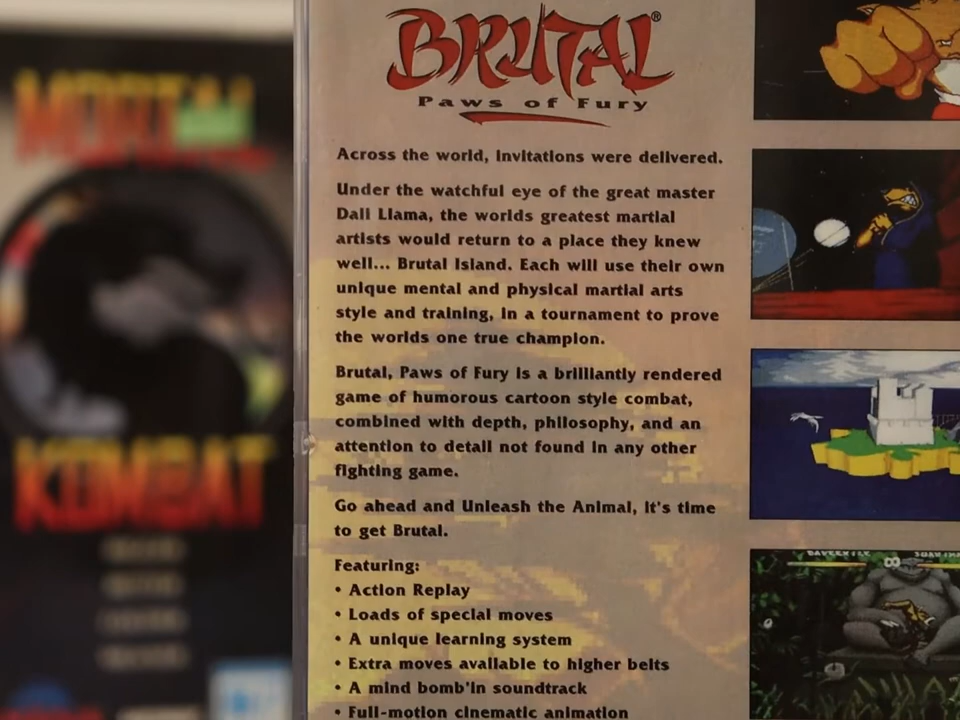 MORTAL
KOMBAT
BRUTAL®
Paws of Fury
Across the world, invitations were delivered.
Under the watchful eye of the great master
Dali Llama, the worlds greatest martial
artists would return to a place they knew
well... Brutal Island. Each will use their own
unique mental and physical martial arts
style and training, in a tournament to prove
the worlds one true champion.
Brutal, Paws of Fury is a brilliantly rendered
game of humorous cartoon style combat,
combined with depth, philosophy, and an
attention to detail not found in any other
fighting game.
Go ahead and Unleash the Animal, it's time
to get Brutal.
Featuring:
• Action Replay
• Loads of special moves
• A unique learning system
• Extra moves available to higher belts
• A mind bomb'in soundtrack
• Full-motion cinematic animation